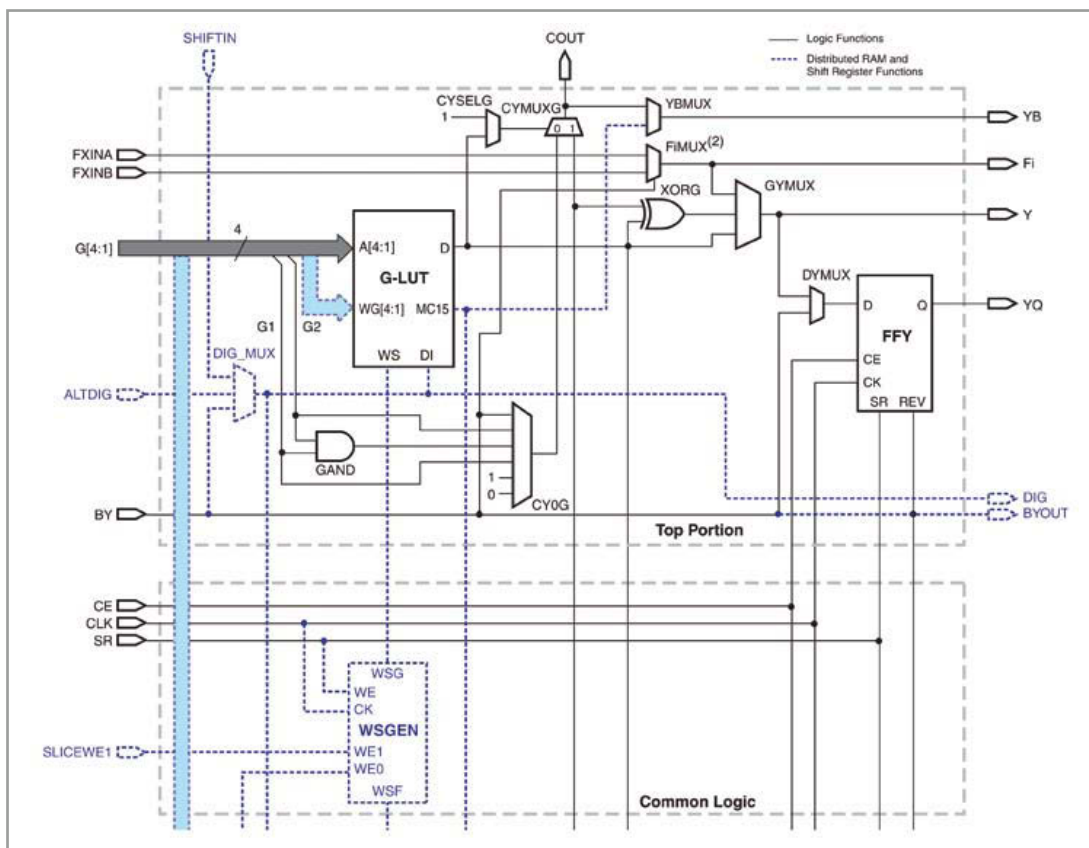 SHIFTIN
COUT
Logic Functions
Distributed RAM and
Shift Register Functions
CYSELG
CYMUXG
YBMUX
1
0 1
YB
FXINA
FiMUX(2)
Fi
FXINB
XORG
GYMUX
Y
4
G[4:1]
A[4:1]
D
G-LUT
DYMUX
WG[4:1]
MC15
D
Q
YQ
G1
G2
FFY
DIG_MUX
WS
DI
CE
CK
ALTDIG
SR
REV
GAND
1
0
CY0G
DIG
BY
BYOUT
Top Portion
CE
CLK
SR
WSG
WE
CK
WSGEN
SLICEWE1
WE1
WE0
WSF
Common Logic